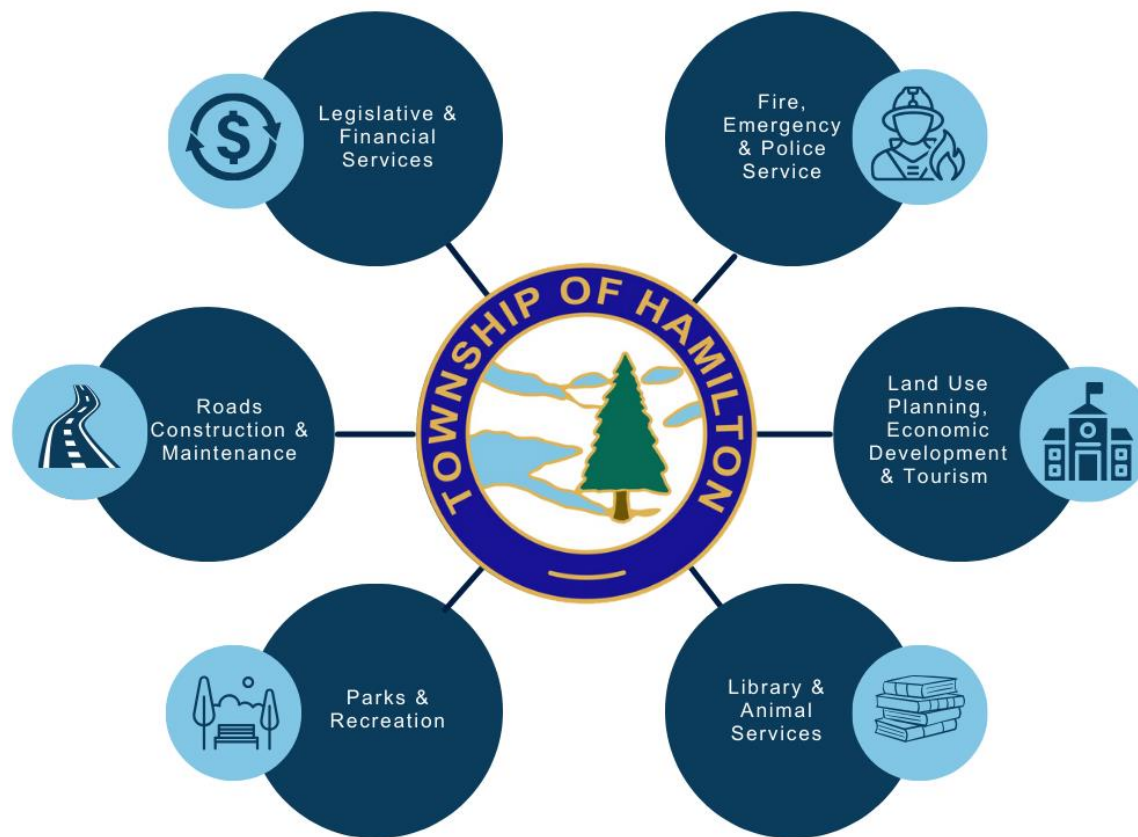 Legislative &
Financial
Services
Fire,
Emergency
& Police
Service
TOWNSHIP OF HAMILTON
Roads
Construction &
Maintenance
Land Use
Planning,
Economic
Development
& Tourism
Parks &
Recreation
Library &
Animal
Services